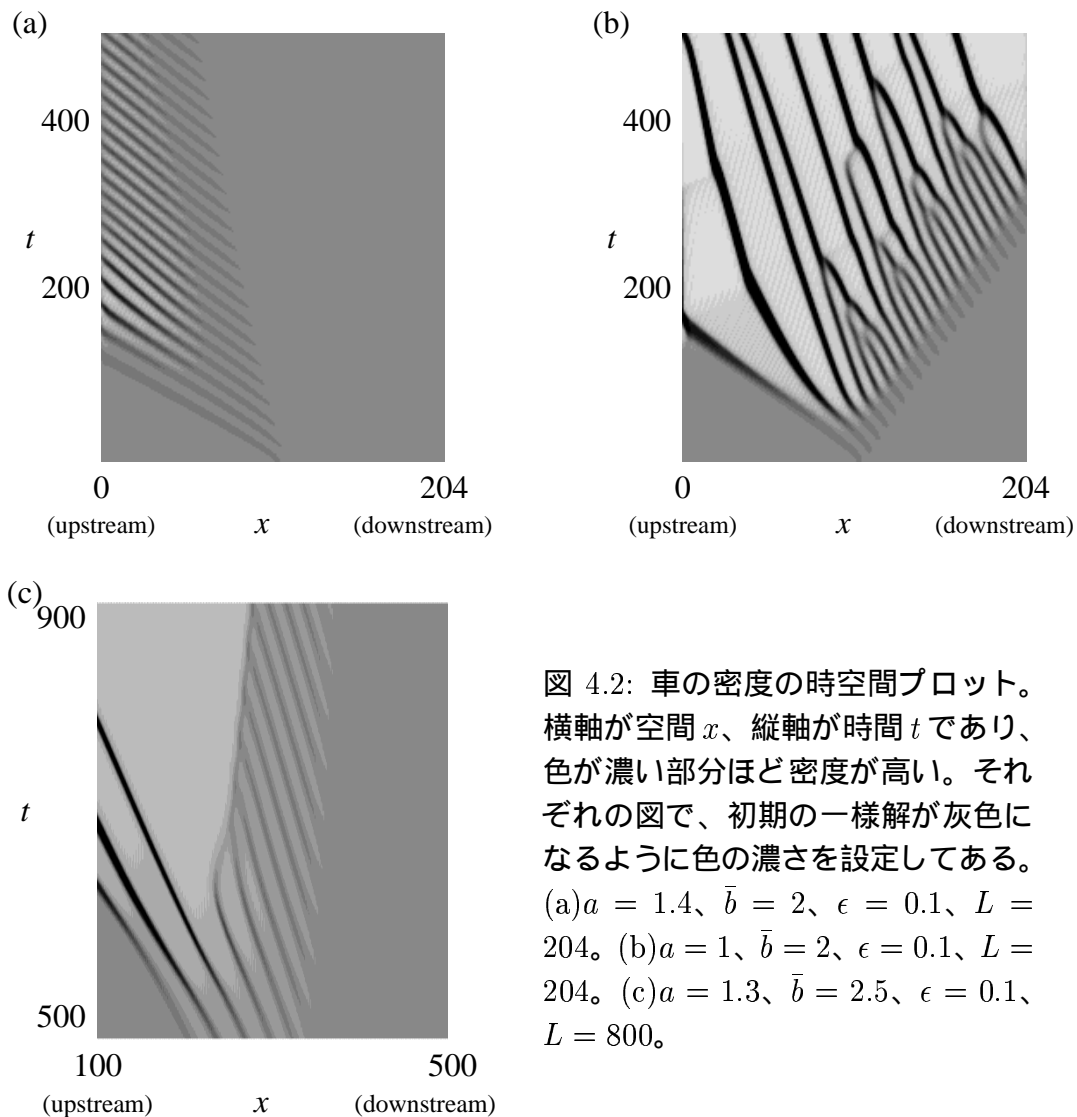 (a)
(b)
400
t
200
0
204
(upstream)
x
(downstream)
400
t
200
0
204
(upstream)
x
(downstream)
(c)
900
t
500
100
500
(upstream)
x
(downstream)
図 4.2: 車の密度の時空間プロット。
横軸が空間 x、縦軸が時間 t であり、
色が濃い部分ほど密度が高い。それ
ぞれの図で、初期の一様解が灰色に
なるように色の濃さを設定してある。
(a)a = 1.4、b̄ = 2、ϵ = 0.1、L =
204。(b)a = 1、b̄ = 2、ϵ = 0.1、L =
204。(c)a = 1.3、b̄ = 2.5、ϵ = 0.1、
L = 800。